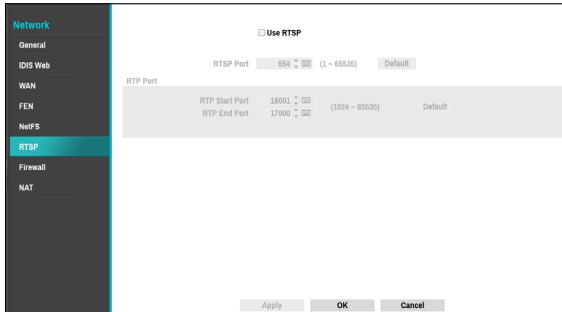 Network
General
IDIS Web
WAN
FEN
NetFS
RTSP
Firewall
NAT
Use RTSP
RTSP Port 554 (1 ~ 65535) Default
RTP Port
RTP Start Port 16001
RTP End Port 17000
(1024 ~ 65535) Default
Apply OK Cancel